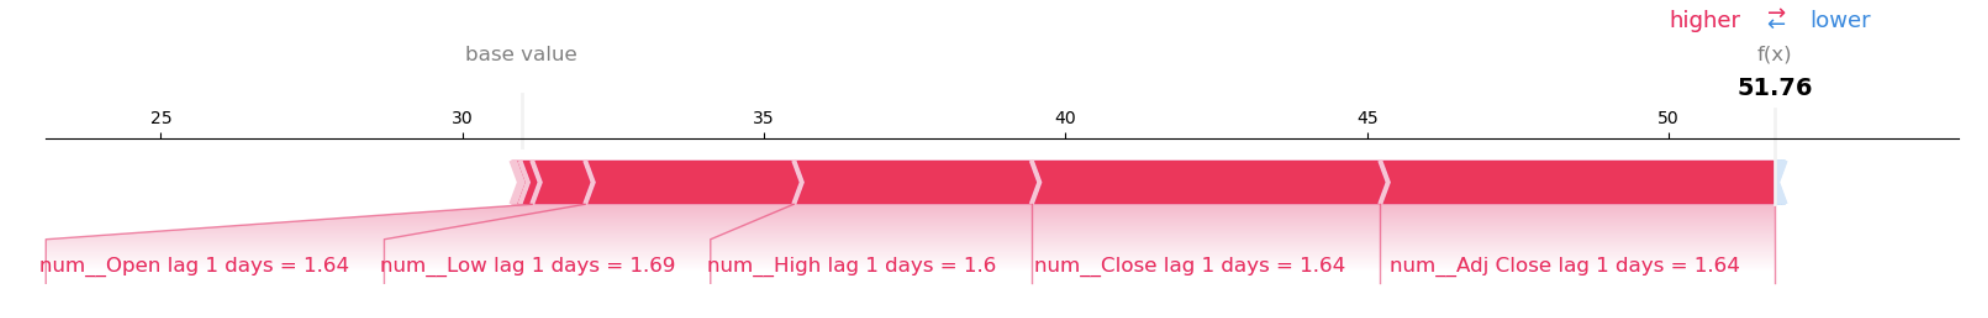 higher ⇄ lower
base value f(x)
51.76
25 30 35 40 45 50
num__Open lag 1 days = 1.64 num__Low lag 1 days = 1.69 num__High lag 1 days = 1.6 num__Close lag 1 days = 1.64 num__Adj Close lag 1 days = 1.64